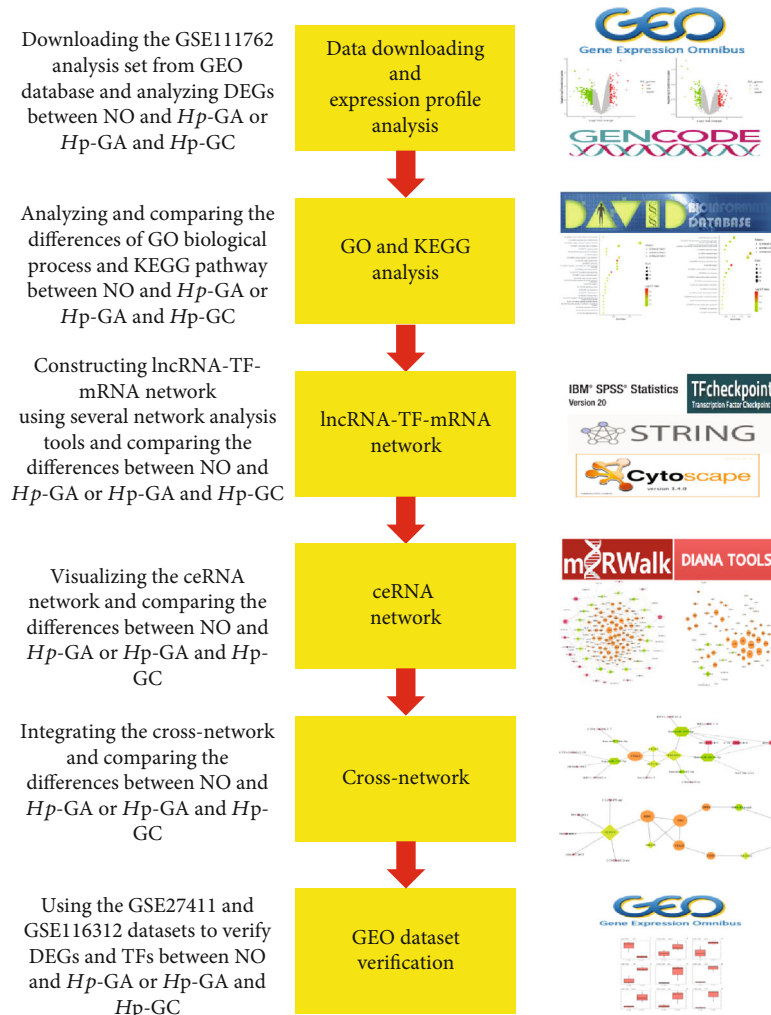 Downloading the GSE111762
analysis set from GEO
database and analyzing DEGs
between NO and Hp-GA or
Hp-GA and Hp-GC
Data downloading
and
expression profile
analysis
GEO
Gene Expression Omnibus
GENCODE
Analyzing and comparing the
differences of GO biological
process and KEGG pathway
between NO and Hp-GA or
Hp-GA and Hp-GC
GO and KEGG
analysis
DAVID
DATABASE
Constructing lncRNA-TF-
mRNA network
using several network analysis
tools and comparing the
differences between NO and
Hp-GA or Hp-GA and Hp-GC
lncRNA-TF-mRNA
network
IBM® SPSS® Statistics
Version 20
TFcheckpoint
Transcription Factor Checkpoint
STRING
Cytoscape
version 3.4.0
Visualizing the ceRNA
network and comparing the
differences between NO and
Hp-GA or Hp-GA and Hp-
GC
ceRNA
network
miRWalk
DIANA TOOLS
Integrating the cross-network
and comparing the
differences between NO and
Hp-GA or Hp-GA and Hp-
GC
Cross-network
Using the GSE27411 and
GSE116312 datasets to verify
DEGs and TFs between NO
and Hp-GA or Hp-GA and
Hp-GC
GEO dataset
verification
GEO
Gene Expression Omnibus